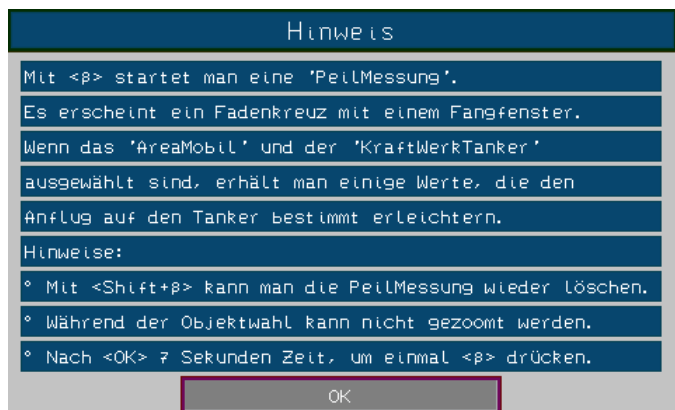 Hinweis
Mit <ß> startet man eine 'PeilMessung'.
Es erscheint ein Fadenkreuz mit einem Fangfenster.
Wenn das 'AreaMobil' und der 'KraftWerkTanker'
ausgewählt sind, erhält man einige Werte, die den
Anflug auf den Tanker bestimmt erleichtern.
Hinweise:
° Mit <Shift+ß> kann man die PeilMessung wieder löschen.
° Während der Objektwahl kann nicht gezoomt werden.
° Nach <OK> 7 Sekunden Zeit, um einmal <ß> drücken.
OK